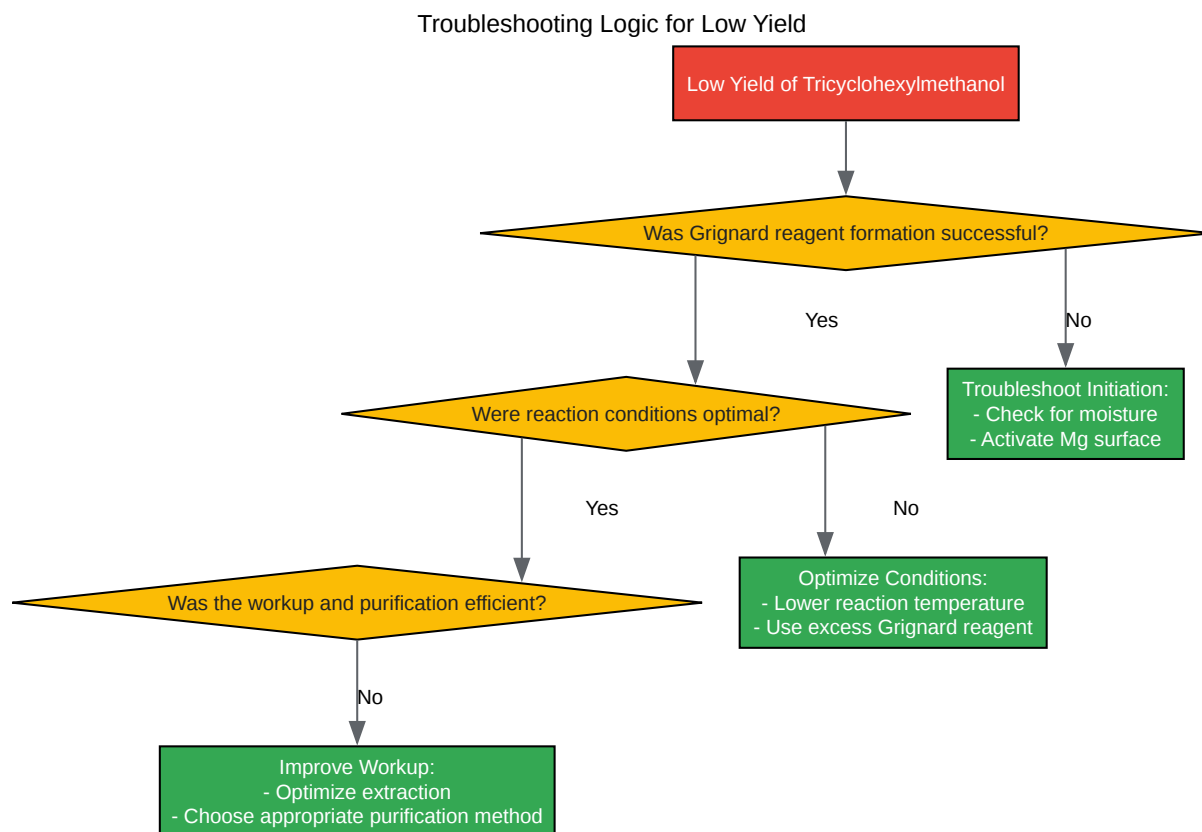 Troubleshooting Logic for Low Yield
Low Yield of Tricyclohexylmethanol
Was Grignard reagent formation successful?
Yes
No
Troubleshoot Initiation:
- Check for moisture
- Activate Mg surface
Were reaction conditions optimal?
Yes
No
Optimize Conditions:
- Lower reaction temperature
- Use excess Grignard reagent
Was the workup and purification efficient?
No
Improve Workup:
- Optimize extraction
- Choose appropriate purification method